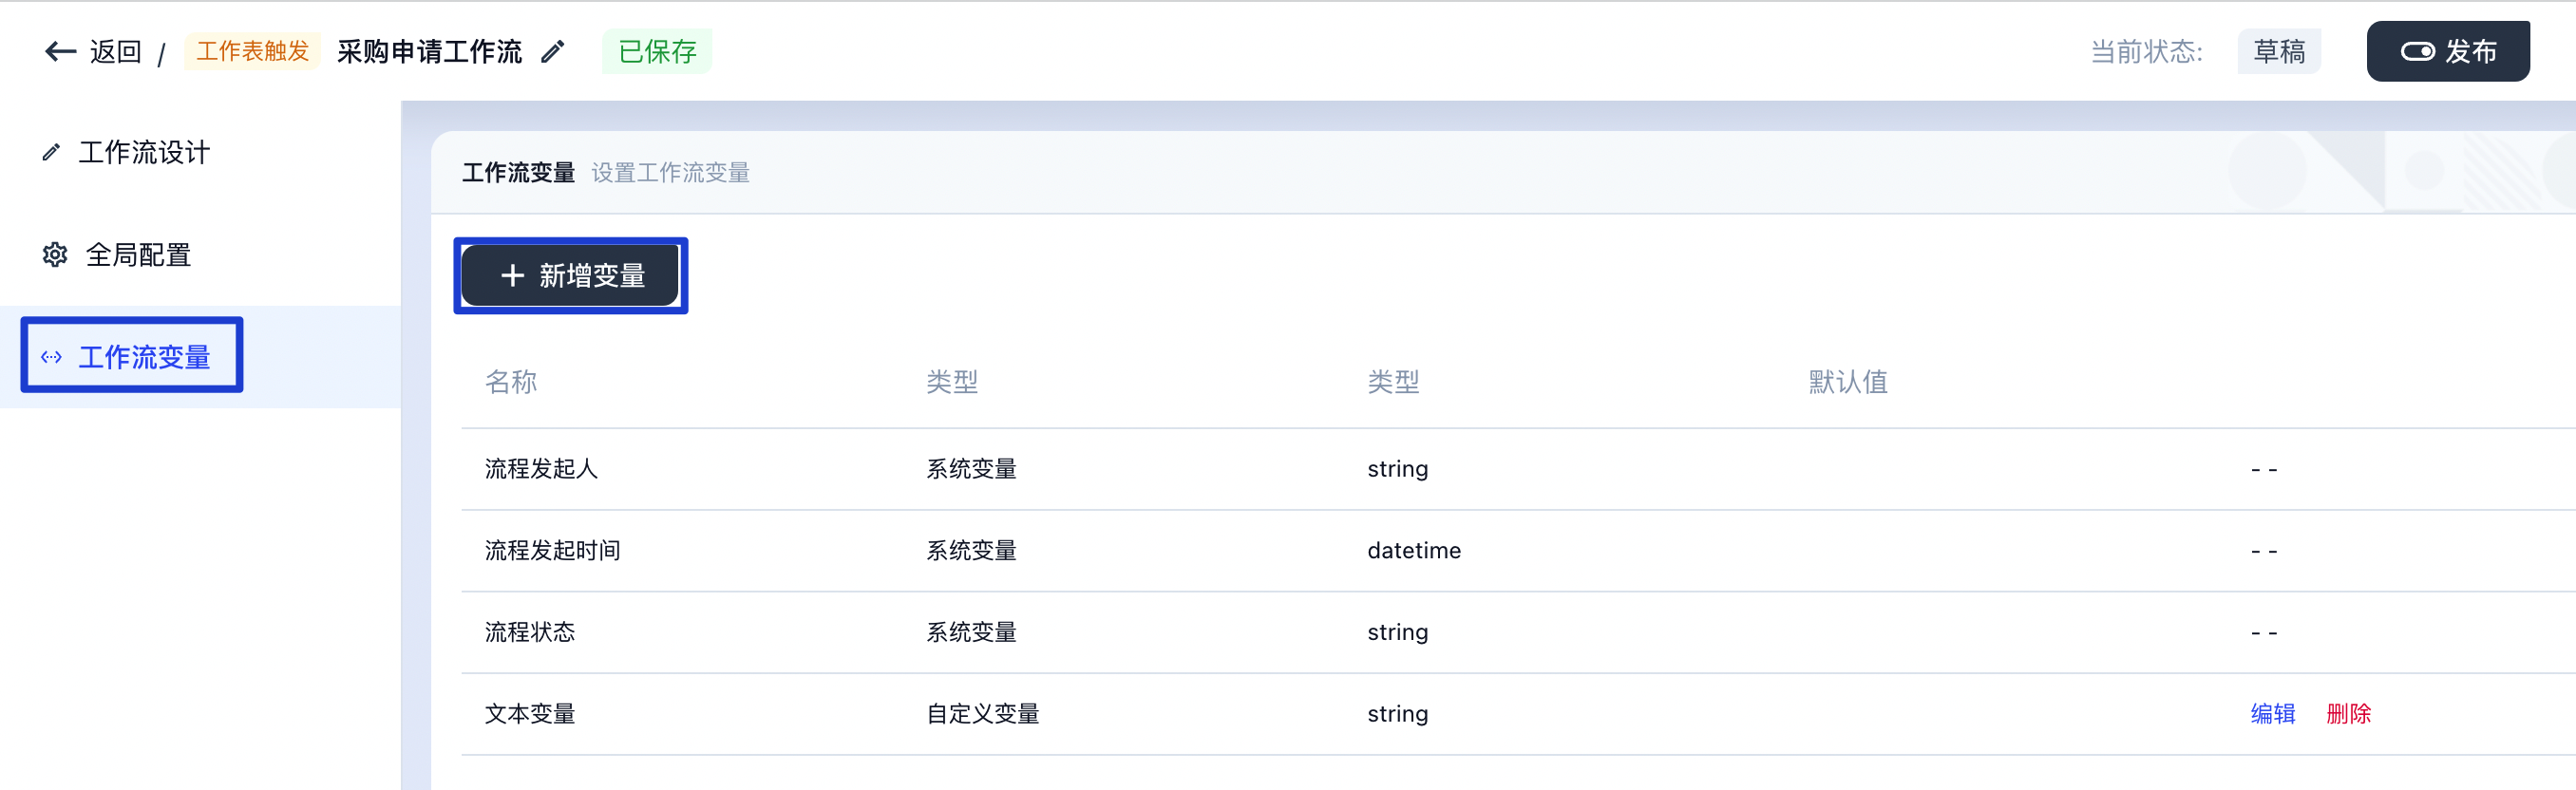 返回 / 工作表触发 采购申请工作流 已保存 当前状态: 草稿 发布
工作流设计
全局配置
工作流变量
工作流变量 设置工作流变量
+ 新增变量
名称 类型 类型 默认值
流程发起人 系统变量 string --
流程发起时间 系统变量 datetime --
流程状态 系统变量 string --
文本变量 自定义变量 string 编辑 删除